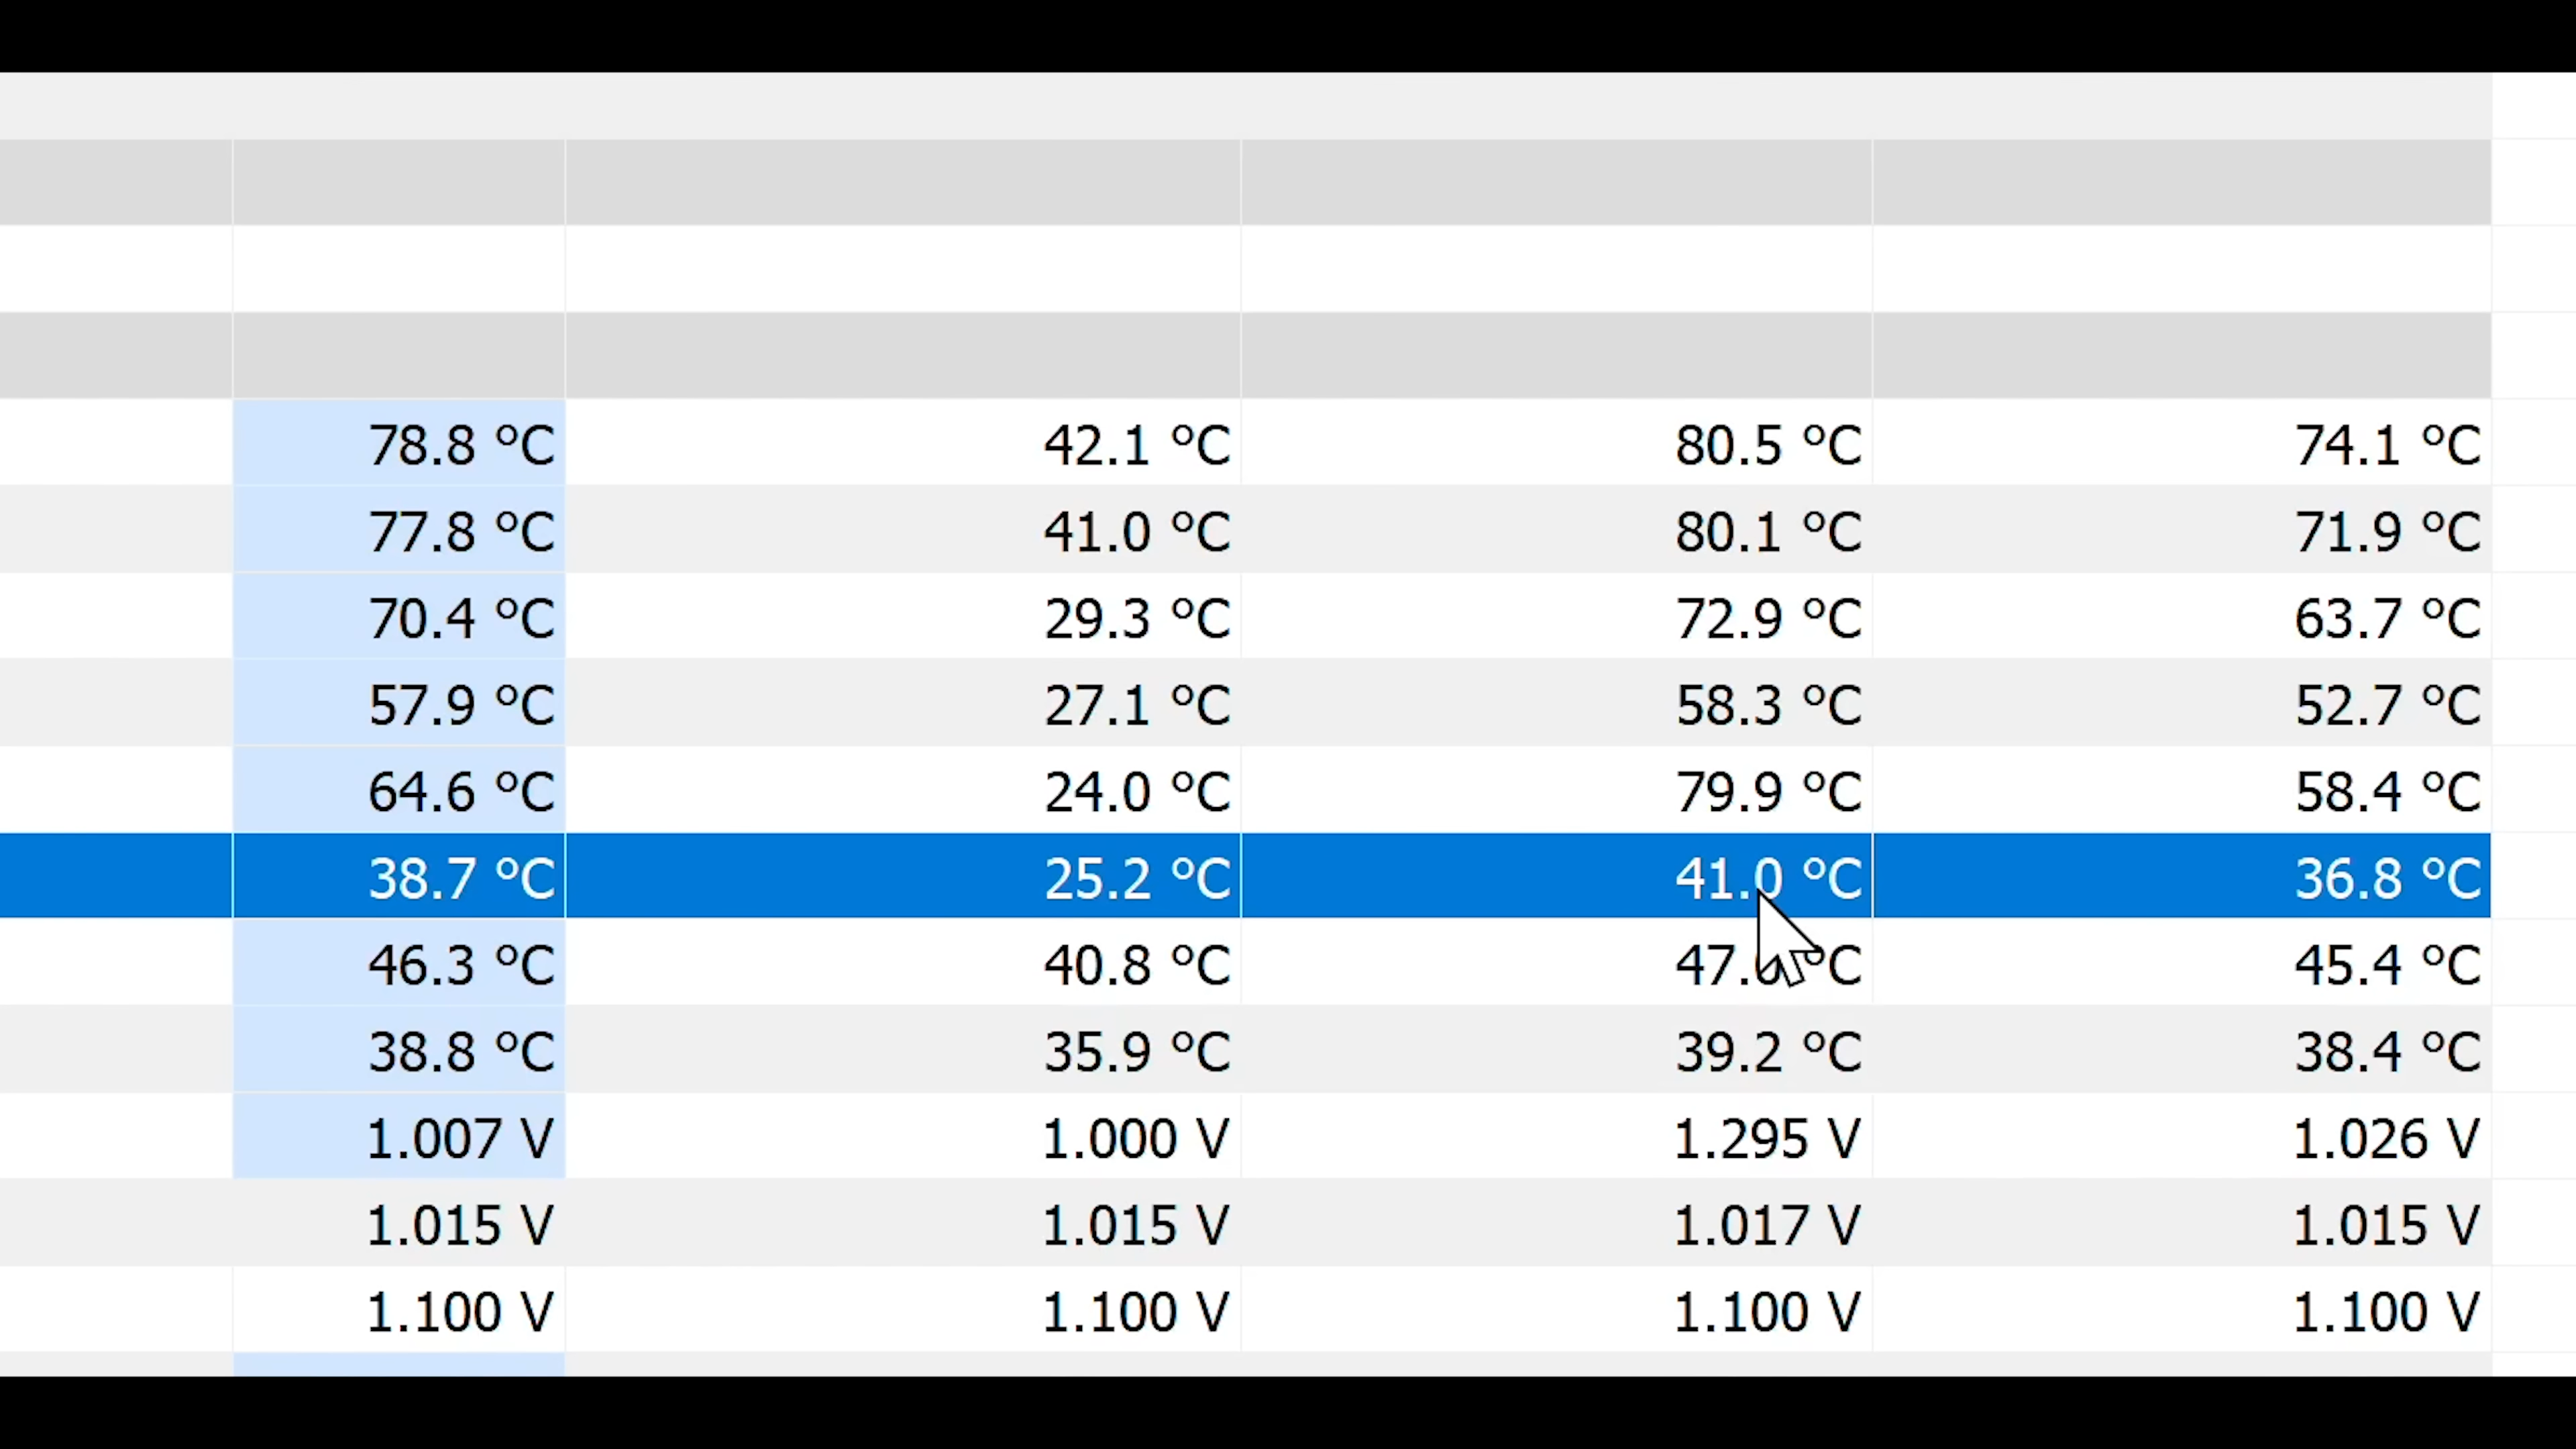 78.8 °C 42.1 °C 80.5 °C 74.1 °C
77.8 °C 41.0 °C 80.1 °C 71.9 °C
70.4 °C 29.3 °C 72.9 °C 63.7 °C
57.9 °C 27.1 °C 58.3 °C 52.7 °C
64.6 °C 24.0 °C 79.9 °C 58.4 °C
38.7 °C 25.2 °C 41.0 °C 36.8 °C
46.3 °C 40.8 °C °C 45.4 °C
38.8 °C 35.9 °C 39.2 °C 38.4 °C
1.007 V 1.000 V 1.295 V 1.026 V
1.015 V 1.015 V 1.017 V 1.015 V
1.100 V 1.100 V 1.100 V 1.100 V